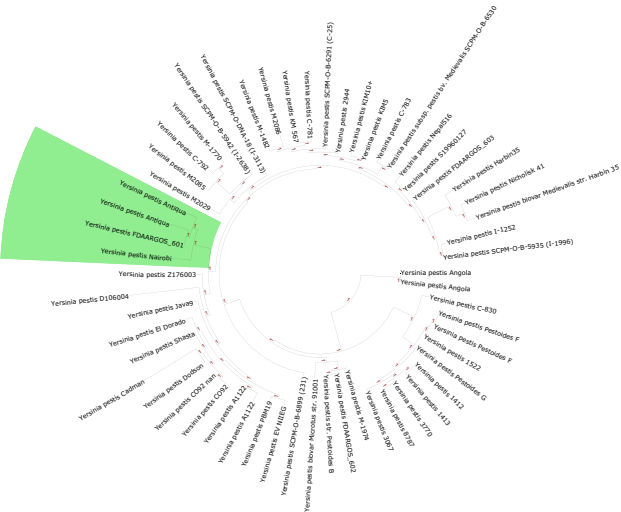 Yersinia pestis SCPM-O-B-6291 (C-25)
Yersinia pestis 2944
Yersinia pestis KIM10+
Yersinia pestis KIM5
Yersinia pestis C-783
Yersinia pestis subsp. pestis bv. Medievalis SCPM-O-B-6530
Yersinia pestis Nepal516
Yersinia pestis S19960127
Yersinia pestis FDAARGOS_603
Yersinia pestis Harbin35
Yersinia pestis Nicholisk 41
Yersinia pestis biovar Medievalis str. Harbin 35
Yersinia pestis I-1252
Yersinia pestis SCPM-O-B-5935 (I-1996)
Yersinia pestis Angola
Yersinia pestis Angola
Yersinia pestis C-830
Yersinia pestis Pestoides F
Yersinia pestis Pestoides F
Yersinia pestis 1522
Yersinia pestis Pestoides G
Yersinia pestis 1412
Yersinia pestis 1413
Yersinia pestis 3770
Yersinia pestis 8787
Yersinia pestis 3067
Yersinia pestis M-1974
Yersinia pestis FDAARGOS_602
Yersinia pestis str. Pestoides B
Yersinia pestis biovar Microtus str. 91001
Yersinia pestis SCPM-O-B-6899 (231)
Yersinia pestis EV NIIEG
Yersinia pestis PBM19
Yersinia pestis A1122
Yersinia pestis A1122
Yersinia pestis CO92
Yersinia pestis CO92 nan
Yersinia pestis Dodson
Yersinia pestis Cadman
Yersinia pestis Shasta
Yersinia pestis El Dorado
Yersinia pestis Java9
Yersinia pestis D106004
Yersinia pestis Z176003
Yersinia pestis Nairobi
Yersinia pestis FDAARGOS_601
Yersinia pestis Antiqua
Yersinia pestis Antiqua
Yersinia pestis M2029
Yersinia pestis M2085
Yersinia pestis C-792
Yersinia pestis M-1770
Yersinia pestis SCPM-O-B-5942 (I-2638)
Yersinia pestis SCPM-O-DNA-18 (I-3113)
Yersinia pestis M-1482
Yersinia pestis M2086
Yersinia pestis KM 567
Yersinia pestis C-781